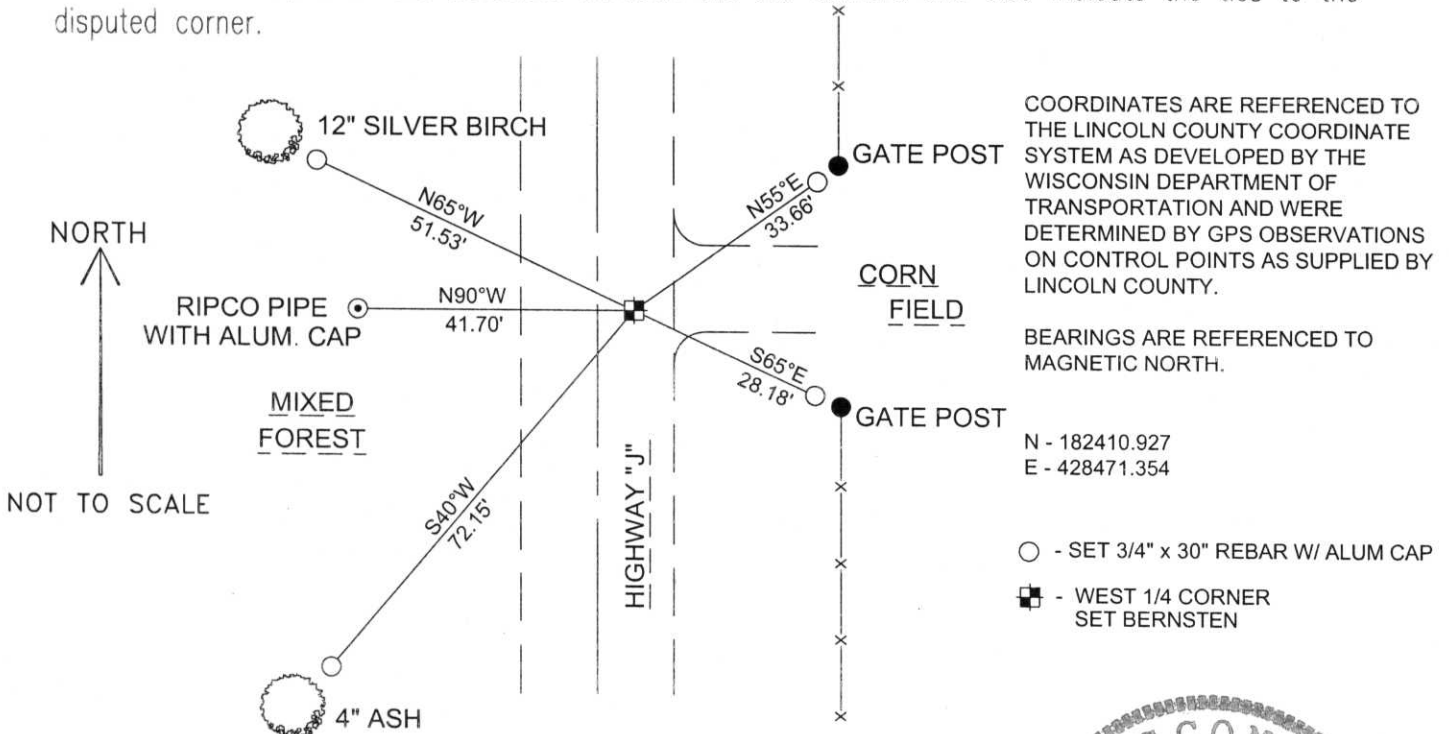 disputed corner.
12" SILVER BIRCH
GATE POST
N65°W
51.53'
N55°E
33.66'
NORTH
RIPCO PIPE
WITH ALUM. CAP
N90°W
41.70'
CORN
FIELD
S65°E
28.18'
MIXED
FOREST
GATE POST
NOT TO SCALE
S40°W
72.15'
HIGHWAY "J"
4" ASH
COORDINATES ARE REFERENCED TO
THE LINCOLN COUNTY COORDINATE
SYSTEM AS DEVELOPED BY THE
WISCONSIN DEPARTMENT OF
TRANSPORTATION AND WERE
DETERMINED BY GPS OBSERVATIONS
ON CONTROL POINTS AS SUPPLIED BY
LINCOLN COUNTY.
BEARINGS ARE REFERENCED TO
MAGNETIC NORTH.
N - 182410.927
E - 428471.354
- SET 3/4" x 30" REBAR W/ ALUM CAP
- WEST 1/4 CORNER
SET BERNSTEN